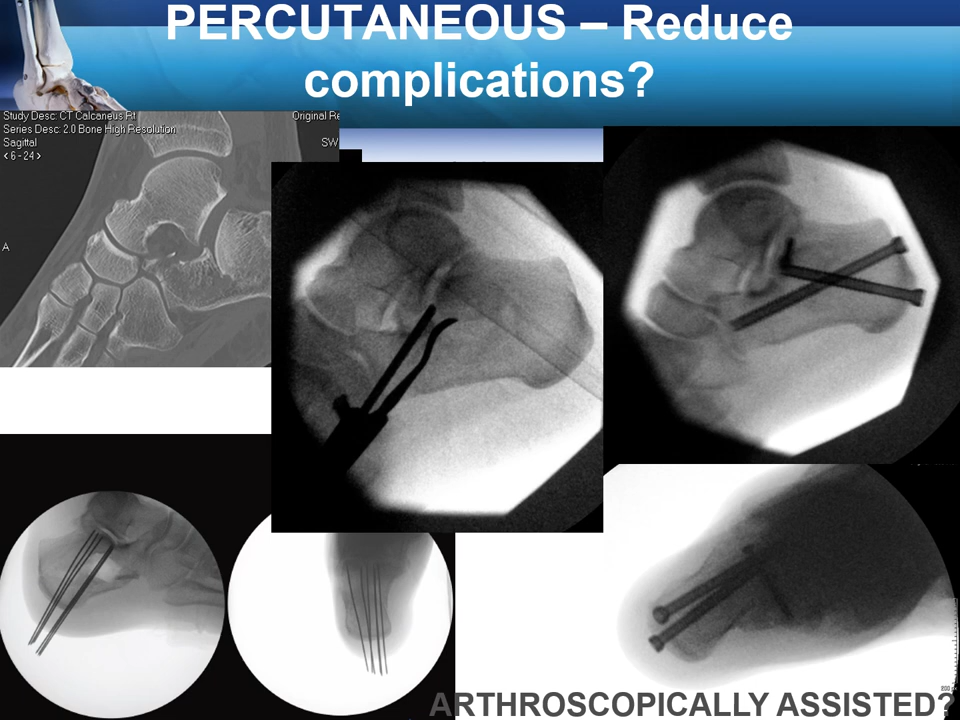 PERCUTANEOUS – Reduce
complications?
Study Desc: CT Calcaneus Rt
Original Re
Series Desc: 2.0 Bone High Resolution
Sagittal
SW
< 6 - 24 >
A
ARTHROSCOPICALLY ASSISTED?